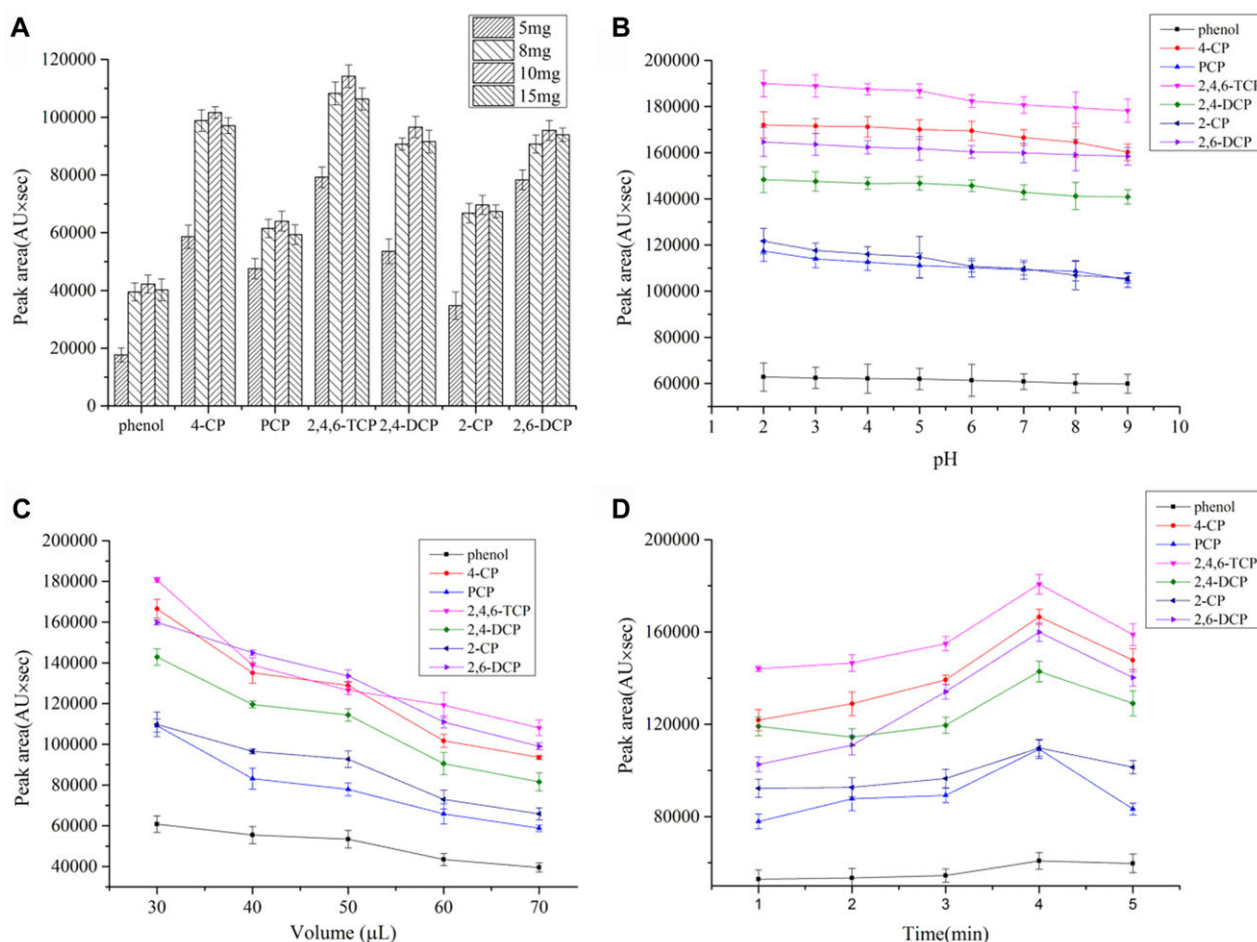 A
5mg
8mg
10mg
15mg
120000
100000
80000
60000
40000
20000
0
Peak area(AU×sec)
phenol 4-CP PCP 2,4,6-TCP 2,4-DCP 2-CP 2,6-DCP
B
phenol
4-CP
PCP
2,4,6-TCP
2,4-DCP
2-CP
2,6-DCP
200000
180000
160000
140000
120000
100000
80000
60000
Peak area(AU×sec)
1 2 3 4 5 6 7 8 9 10
pH
C
phenol
4-CP
PCP
2,4,6-TCP
2,4-DCP
2-CP
2,6-DCP
200000
180000
160000
140000
120000
100000
80000
60000
40000
Peak area(AU×sec)
30 40 50 60 70
Volume (μL)
D
phenol
4-CP
PCP
2,4,6-TCP
2,4-DCP
2-CP
2,6-DCP
200000
160000
120000
80000
Peak area(AU×sec)
1 2 3 4 5
Time(min)